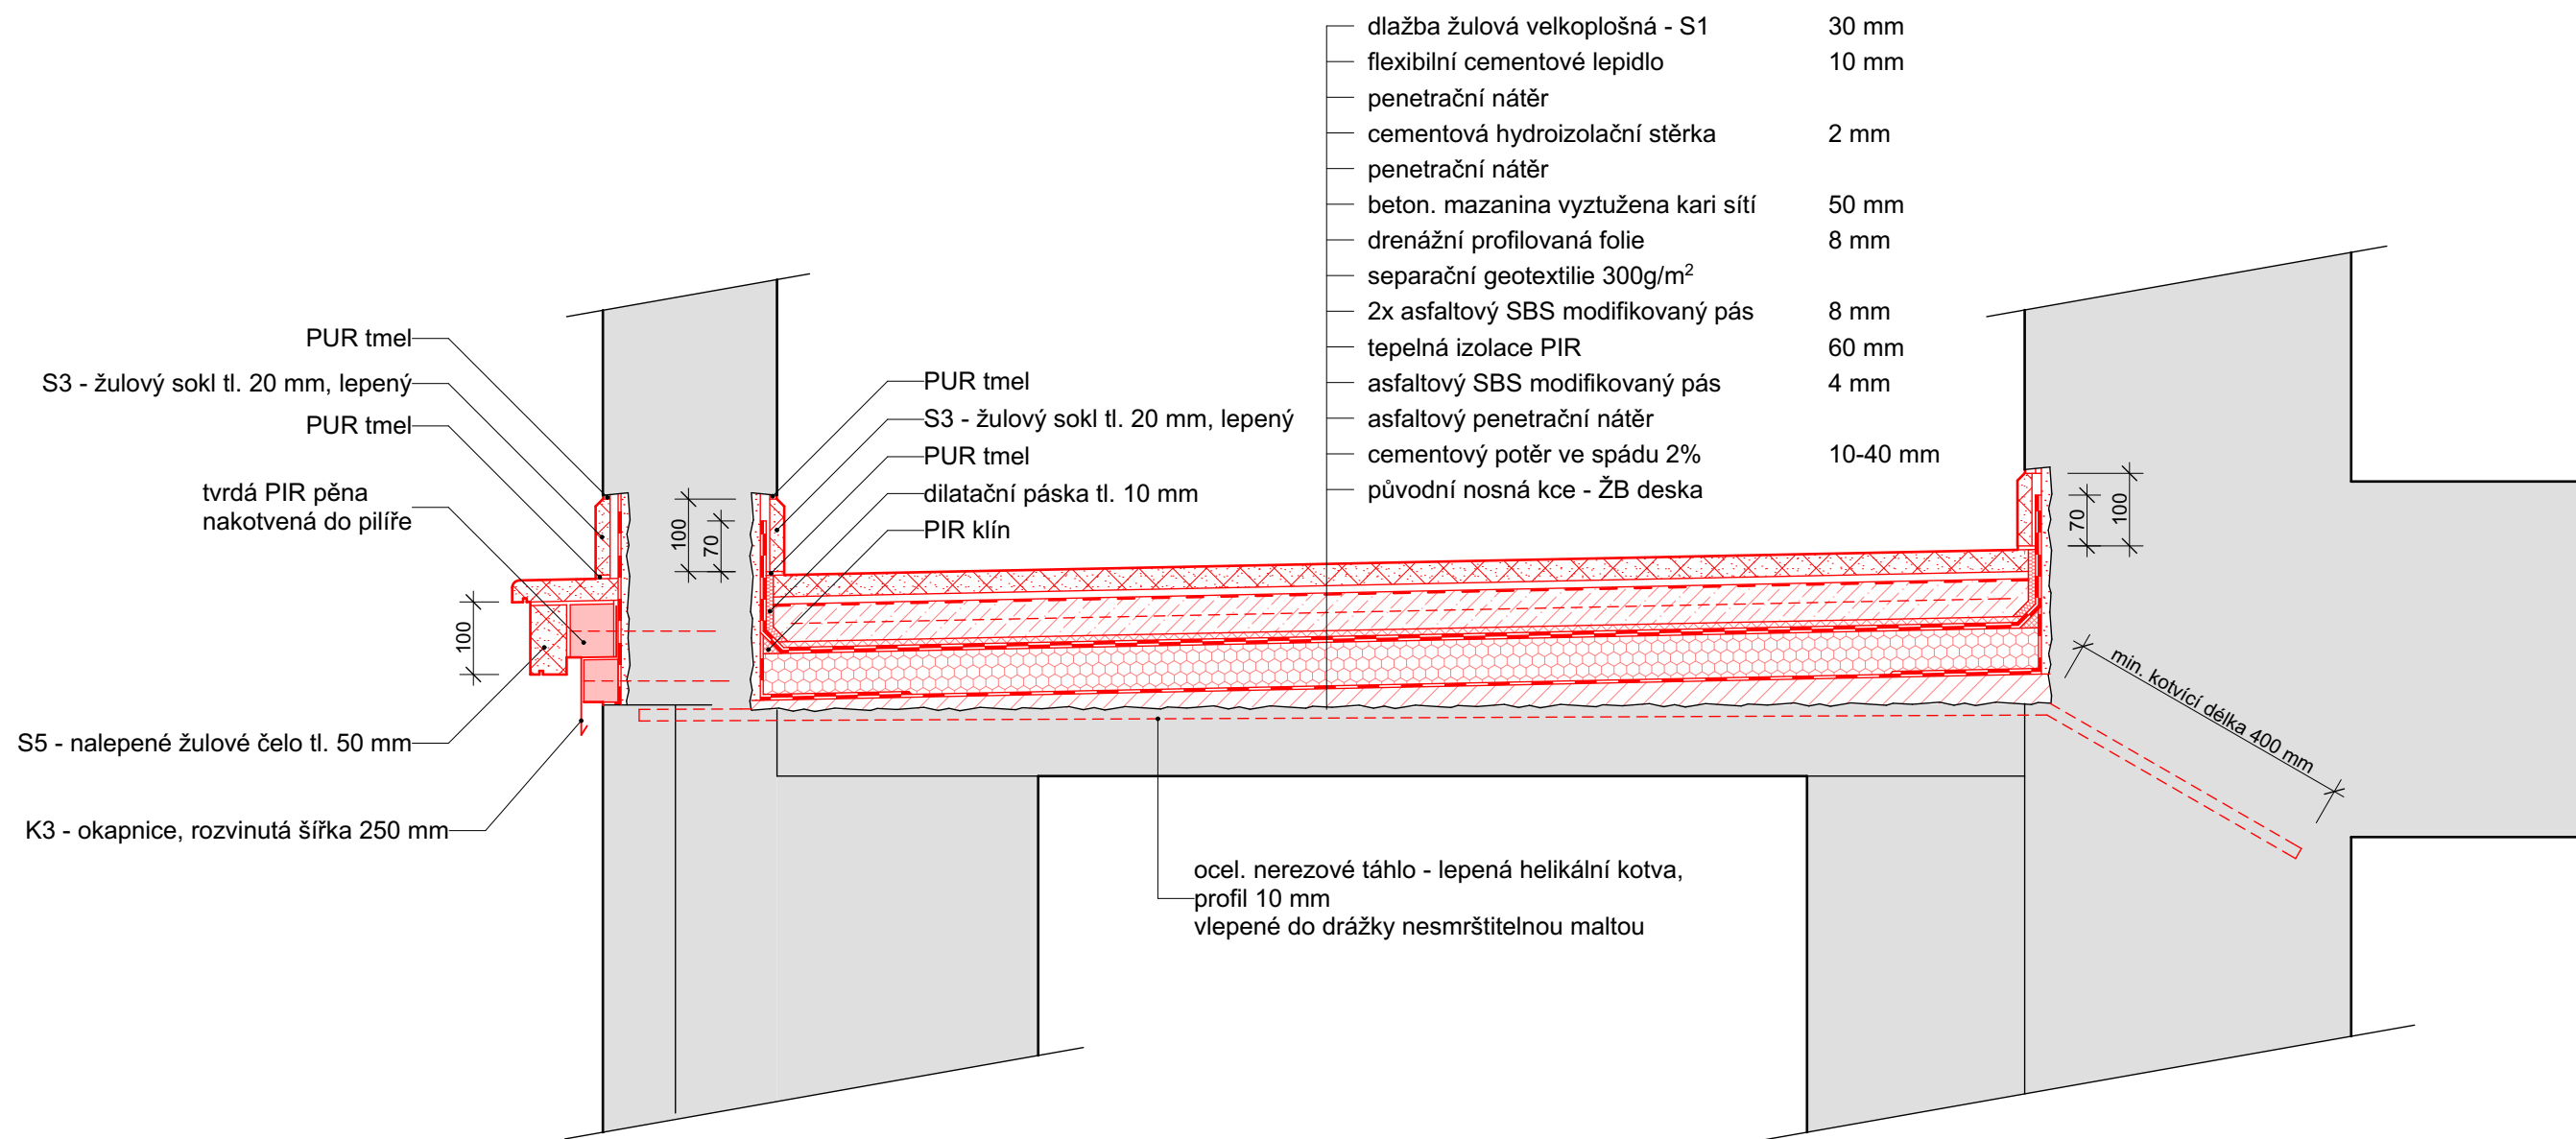 dlažba žulová velkoplošná - S1 30 mm
flexibilní cementové lepidlo 10 mm
penetrační nátěr
cementová hydroizolační stěrka 2 mm
penetrační nátěr
beton. mazanina vyztužena kari sítí 50 mm
drenážní profilovaná folie 8 mm
separační geotextilie 300g/m²
2x asfaltový SBS modifikovaný pás 8 mm
tepelná izolace PIR 60 mm
asfaltový SBS modifikovaný pás 4 mm
asfaltový penetrační nátěr
cementový potěr ve spádu 2% 10-40 mm
původní nosná kce - ŽB deska
PUR tmel
S3 - žulový sokl tl. 20 mm, lepený
PUR tmel
tvrdá PIR pěna
nakotvená do pilíře
S5 - nalepené žulové čelo tl. 50 mm
K3 - okapnice, rozvinutá šířka 250 mm
100
100
70
PUR tmel
S3 - žulový sokl tl. 20 mm, lepený
PUR tmel
dilatační páska tl. 10 mm
PIR klín
70
100
min. kotvící délka 400 mm
ocel. nerezové táhlo - lepená helikální kotva,
profil 10 mm
vlepené do drážky nesmrštitelnou maltou